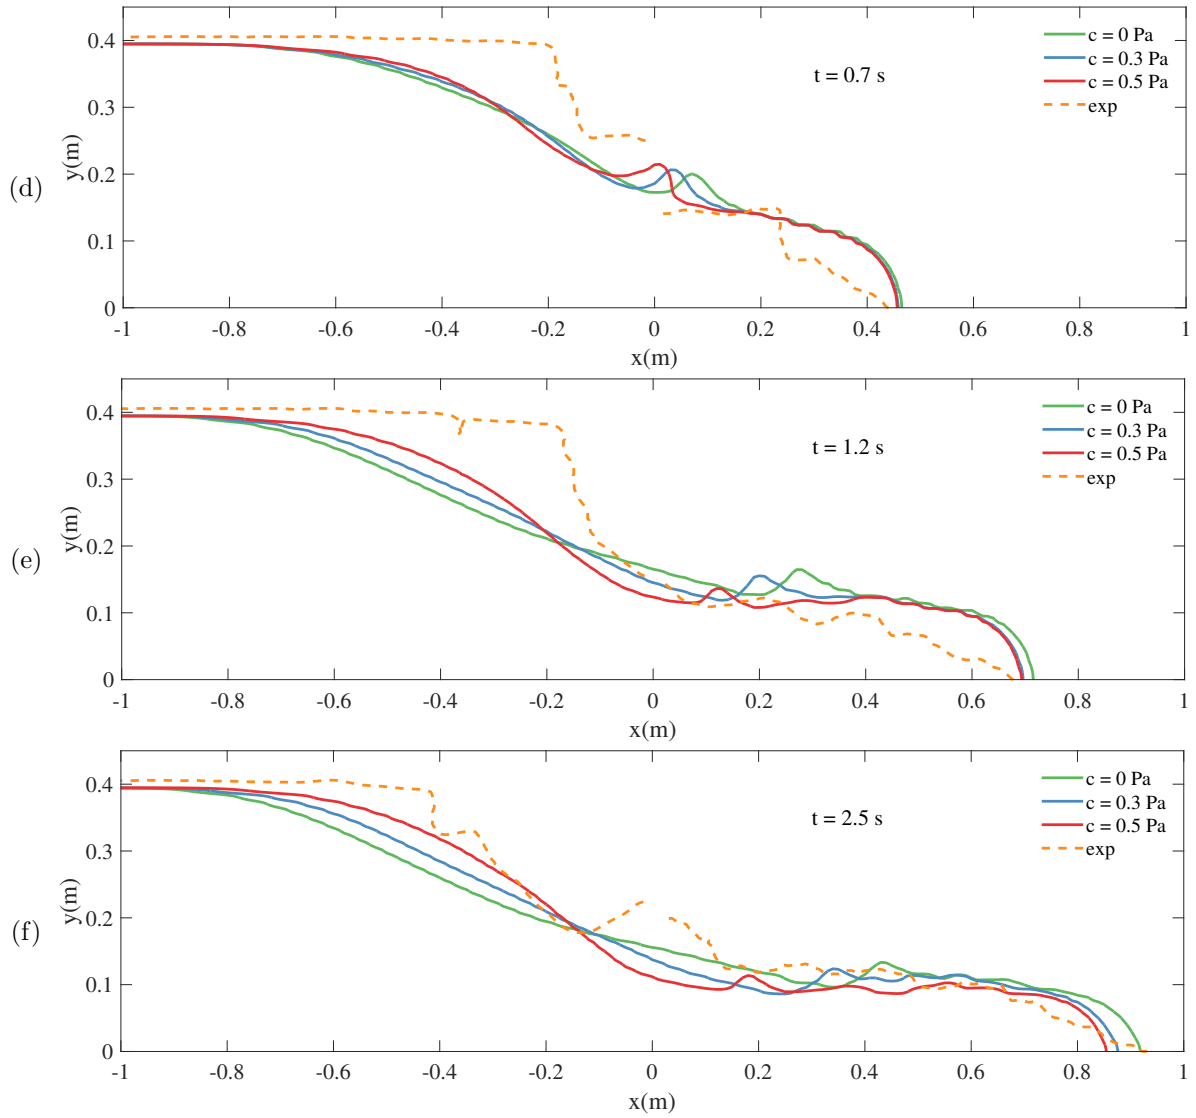 0.4
0.3
0.2
0.1
0
y(m)
(d)
t = 0.7 s
c = 0 Pa
c = 0.3 Pa
c = 0.5 Pa
exp
-1 -0.8 -0.6 -0.4 -0.2 0 0.2 0.4 0.6 0.8 1
x(m)
0.4
0.3
0.2
0.1
0
y(m)
(e)
t = 1.2 s
c = 0 Pa
c = 0.3 Pa
c = 0.5 Pa
exp
-1 -0.8 -0.6 -0.4 -0.2 0 0.2 0.4 0.6 0.8 1
x(m)
0.4
0.3
0.2
0.1
0
y(m)
(f)
t = 2.5 s
c = 0 Pa
c = 0.3 Pa
c = 0.5 Pa
exp
-1 -0.8 -0.6 -0.4 -0.2 0 0.2 0.4 0.6 0.8 1
x(m)